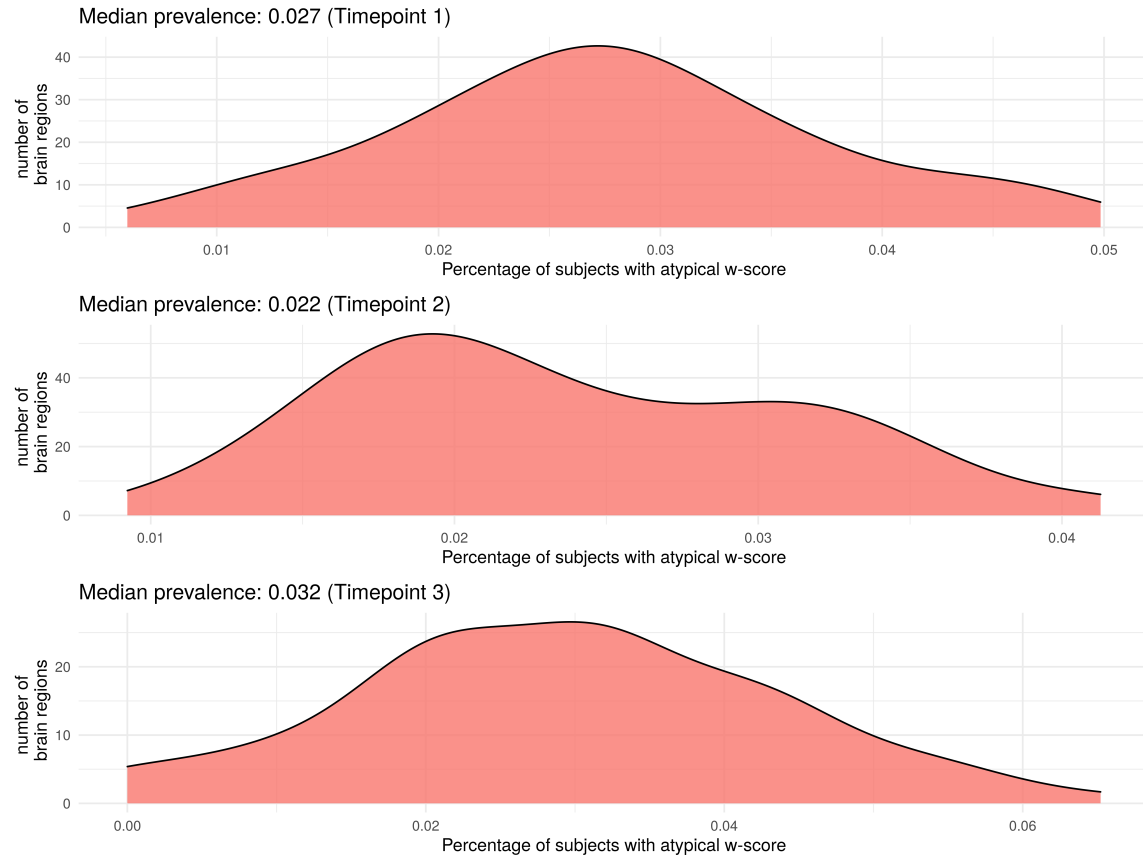 Median prevalence: 0.027 (Timepoint 1)
number of
brain regions
40
30
20
10
0
0.01 0.02 0.03 0.04 0.05
Percentage of subjects with atypical w-score
Median prevalence: 0.022 (Timepoint 2)
number of
brain regions
40
20
0
0.01 0.02 0.03 0.04
Percentage of subjects with atypical w-score
Median prevalence: 0.032 (Timepoint 3)
number of
brain regions
20
10
0
0.00 0.02 0.04 0.06
Percentage of subjects with atypical w-score